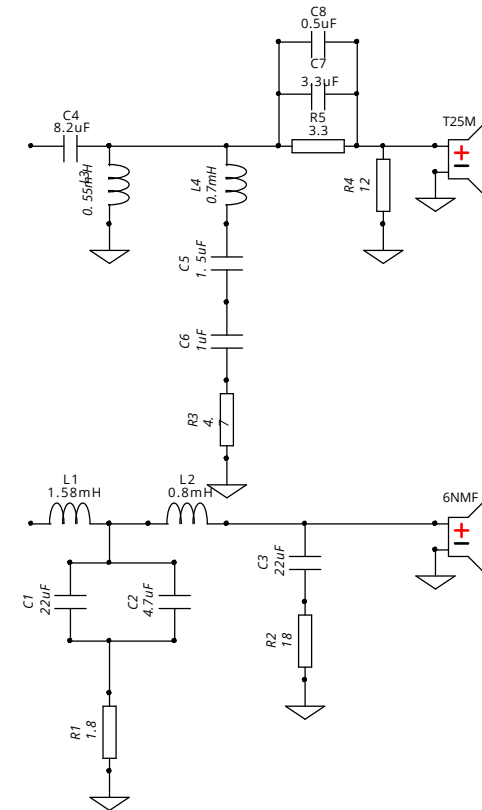 C8
0.5uF
C7
3.3uF
R5
3.3
C4
8.2uF
T25M
L3
0.55mH
L4
0.7mH
R4
12
C5
1.5uF
C6
1uF
R3
4.7
L1
1.58mH
L2
0.8mH
6NMF
C1
22uF
C2
4.7uF
C3
22uF
R2
18
R1
1.8